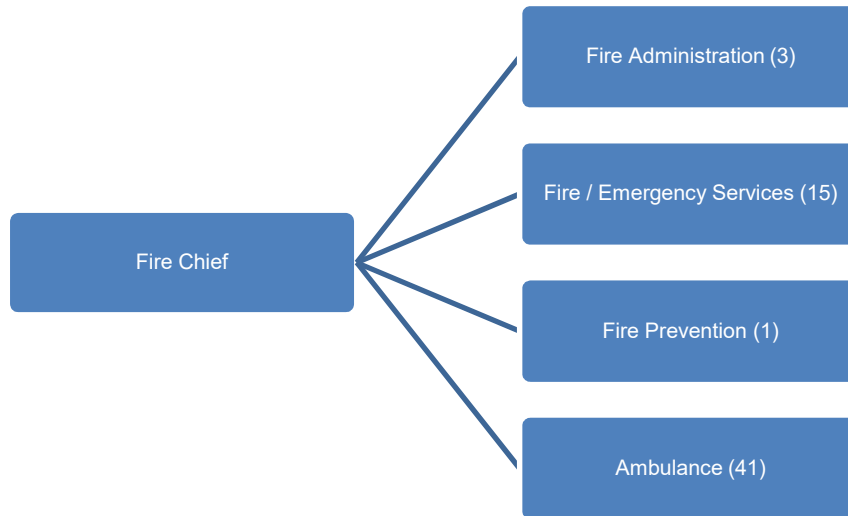 Fire Administration (3)
Fire / Emergency Services (15)
Fire Chief
Fire Prevention (1)
Ambulance (41)